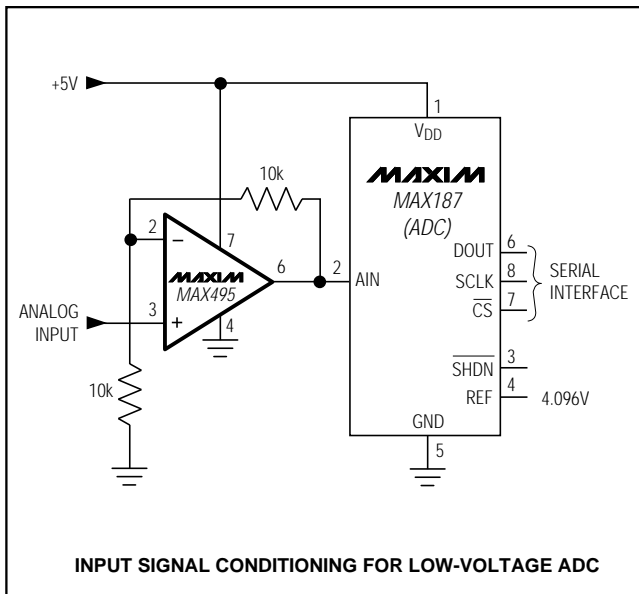 +5V
1
VDD
10k
MAXIM
MAX187
(ADC)
2
7
DOUT
6
−
MAXIM
MAX495
6
2
AIN
SCLK
8
SERIAL
INTERFACE
ANALOG
INPUT
3
+
4
CS
7
SHDN
3
10k
REF
4
4.096V
GND
5
INPUT SIGNAL CONDITIONING FOR LOW-VOLTAGE ADC